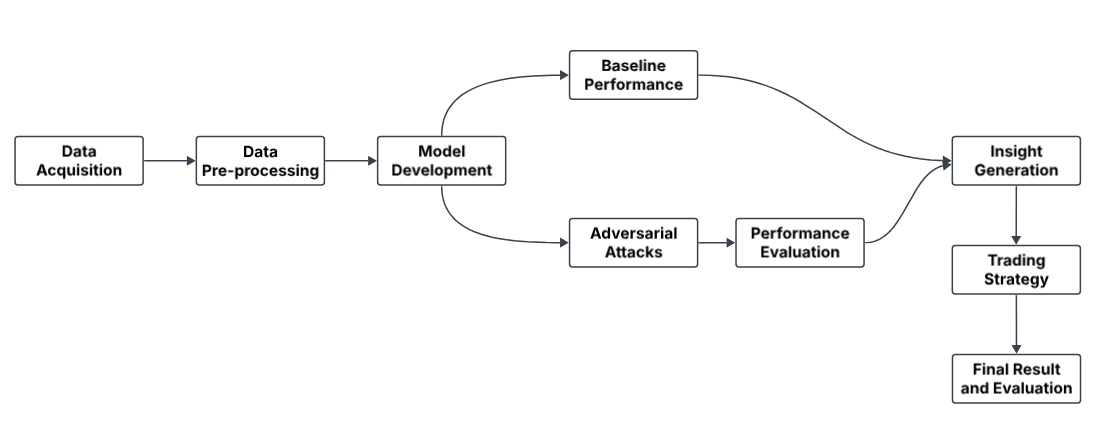 Data
Acquisition
Data
Pre-processing
Model
Development
Baseline
Performance
Adversarial
Attacks
Performance
Evaluation
Insight
Generation
Trading
Strategy
Final Result
and Evaluation